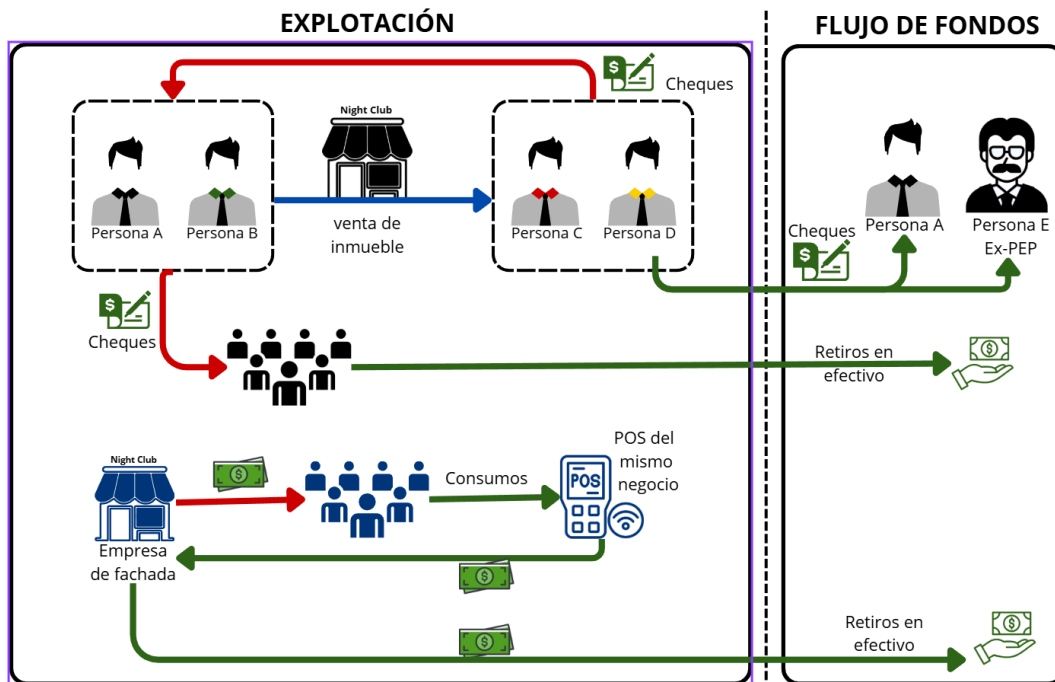 EXPLOTACIÓN
FLUJO DE FONDOS
$
Cheques
Night Club
Persona A
Persona B
venta de
inmueble
Persona C
Persona D
Persona A
Persona E
Ex-PEP
Cheques
$
$
Cheques
Retiros en
efectivo
$
Night Club
$
Consumos
POS del
mismo
negocio
POS
Empresa
de fachada
$
$
Retiros en
efectivo
$